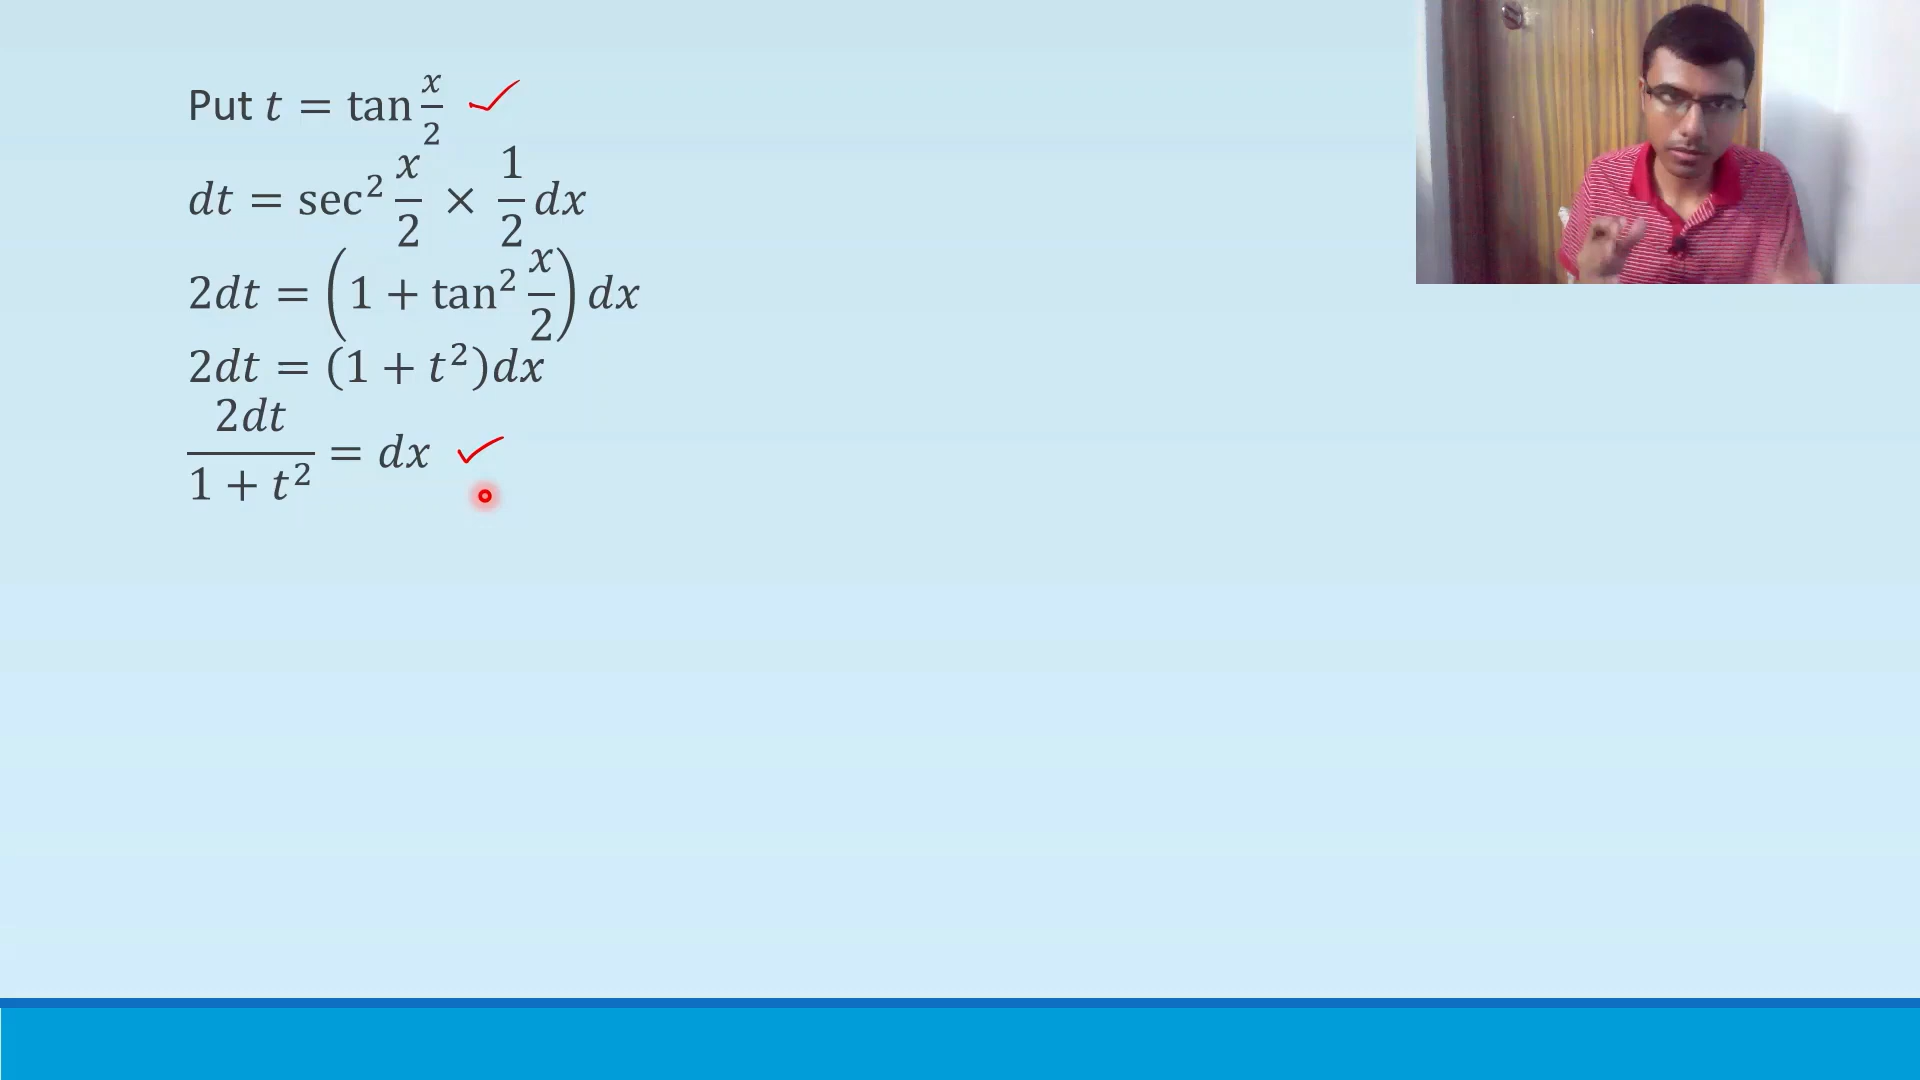 Put t = tan x/2
dt = sec² x/2 × 1/2 dx
2dt = (1 + tan² x/2) dx
2dt = (1 + t²)dx
2dt/(1 + t²) = dx